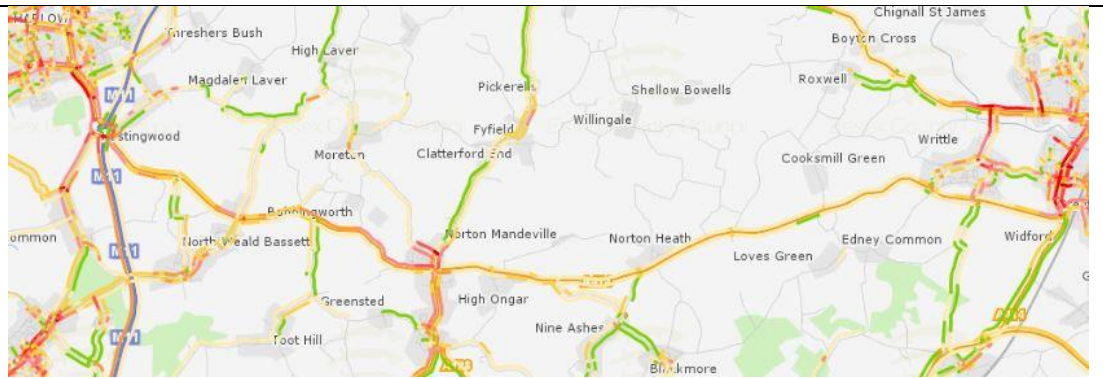 Chignall St James
Threshers Bush
Boyton Cross
High Laver
Magdalen Laver
Roxwell
Pickerells
Shellow Bowells
M11
Fyfield
Willingale
Writtle
Moreton
Clatterford End
Cooksmill Green
M11
Bobbingworth
North Weald Bassett
Norton Mandeville
Norton Heath
Edney Common
Widford
ommon
M11
Loves Green
Greensted
High Ongar
Nine Ashes
Toot Hill
M11
Blackmore